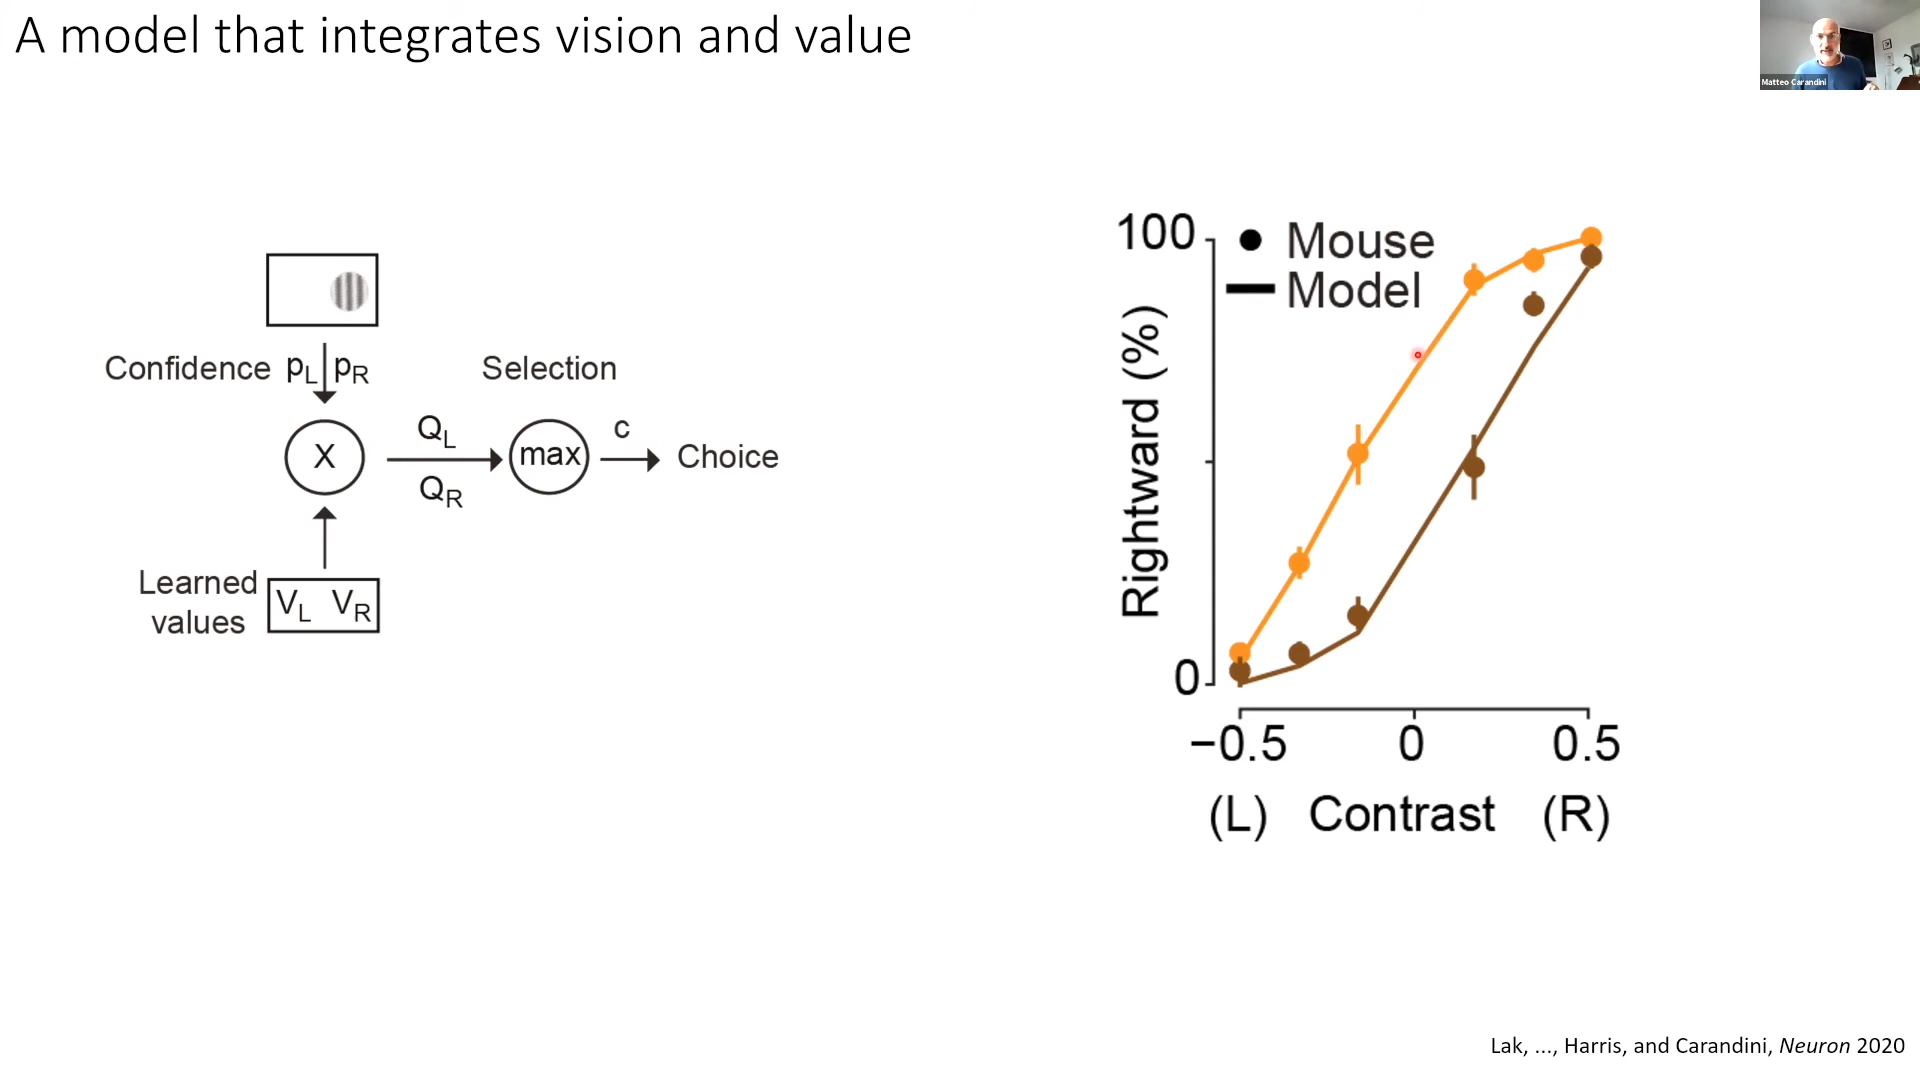 A model that integrates vision and value
Matteo Carandini
Confidence pL pR
Selection
X
QL
QR
max
c
Choice
Learned
values
VL VR
100
Mouse
Model
Rightward (%)
0
−0.5 0 0.5
(L) Contrast (R)
Lak, ..., Harris, and Carandini, Neuron 2020